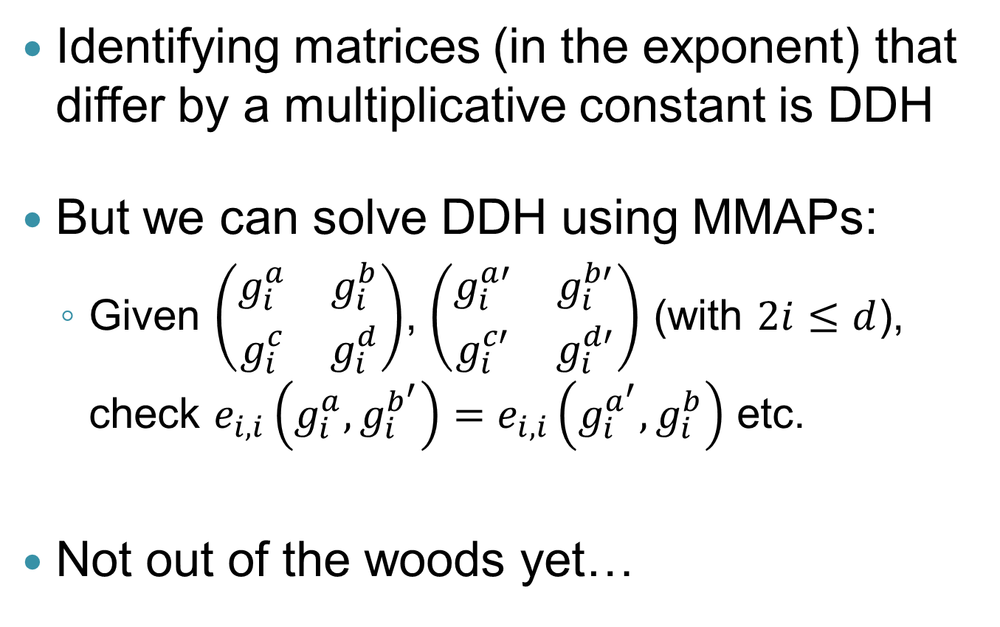 • Identifying matrices (in the exponent) that
differ by a multiplicative constant is DDH
• But we can solve DDH using MMAPs:
◦ Given $\begin{pmatrix} g_i^a & g_i^b \\ g_i^c & g_i^d \end{pmatrix}, \begin{pmatrix} g_i^{a'} & g_i^{b'} \\ g_i^{c'} & g_i^{d'} \end{pmatrix}$ (with $2i \leq d$),
check $e_{i,i}\left(g_i^a, g_i^{b'}\right) = e_{i,i}\left(g_i^{a'}, g_i^b\right)$ etc.
• Not out of the woods yet…